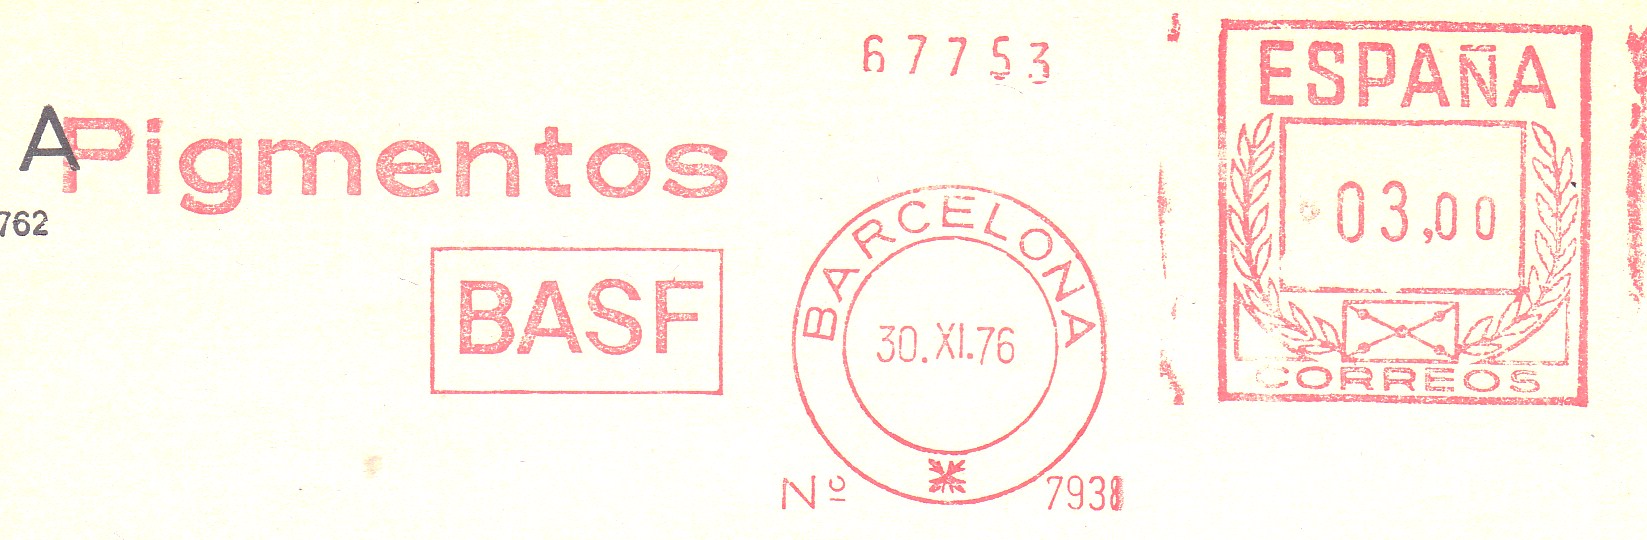 67753
ESPAÑA
A
Pigmentos
762
03,00
BASF
BARCELONA
30.XI.76
CORREOS
Nº 7938